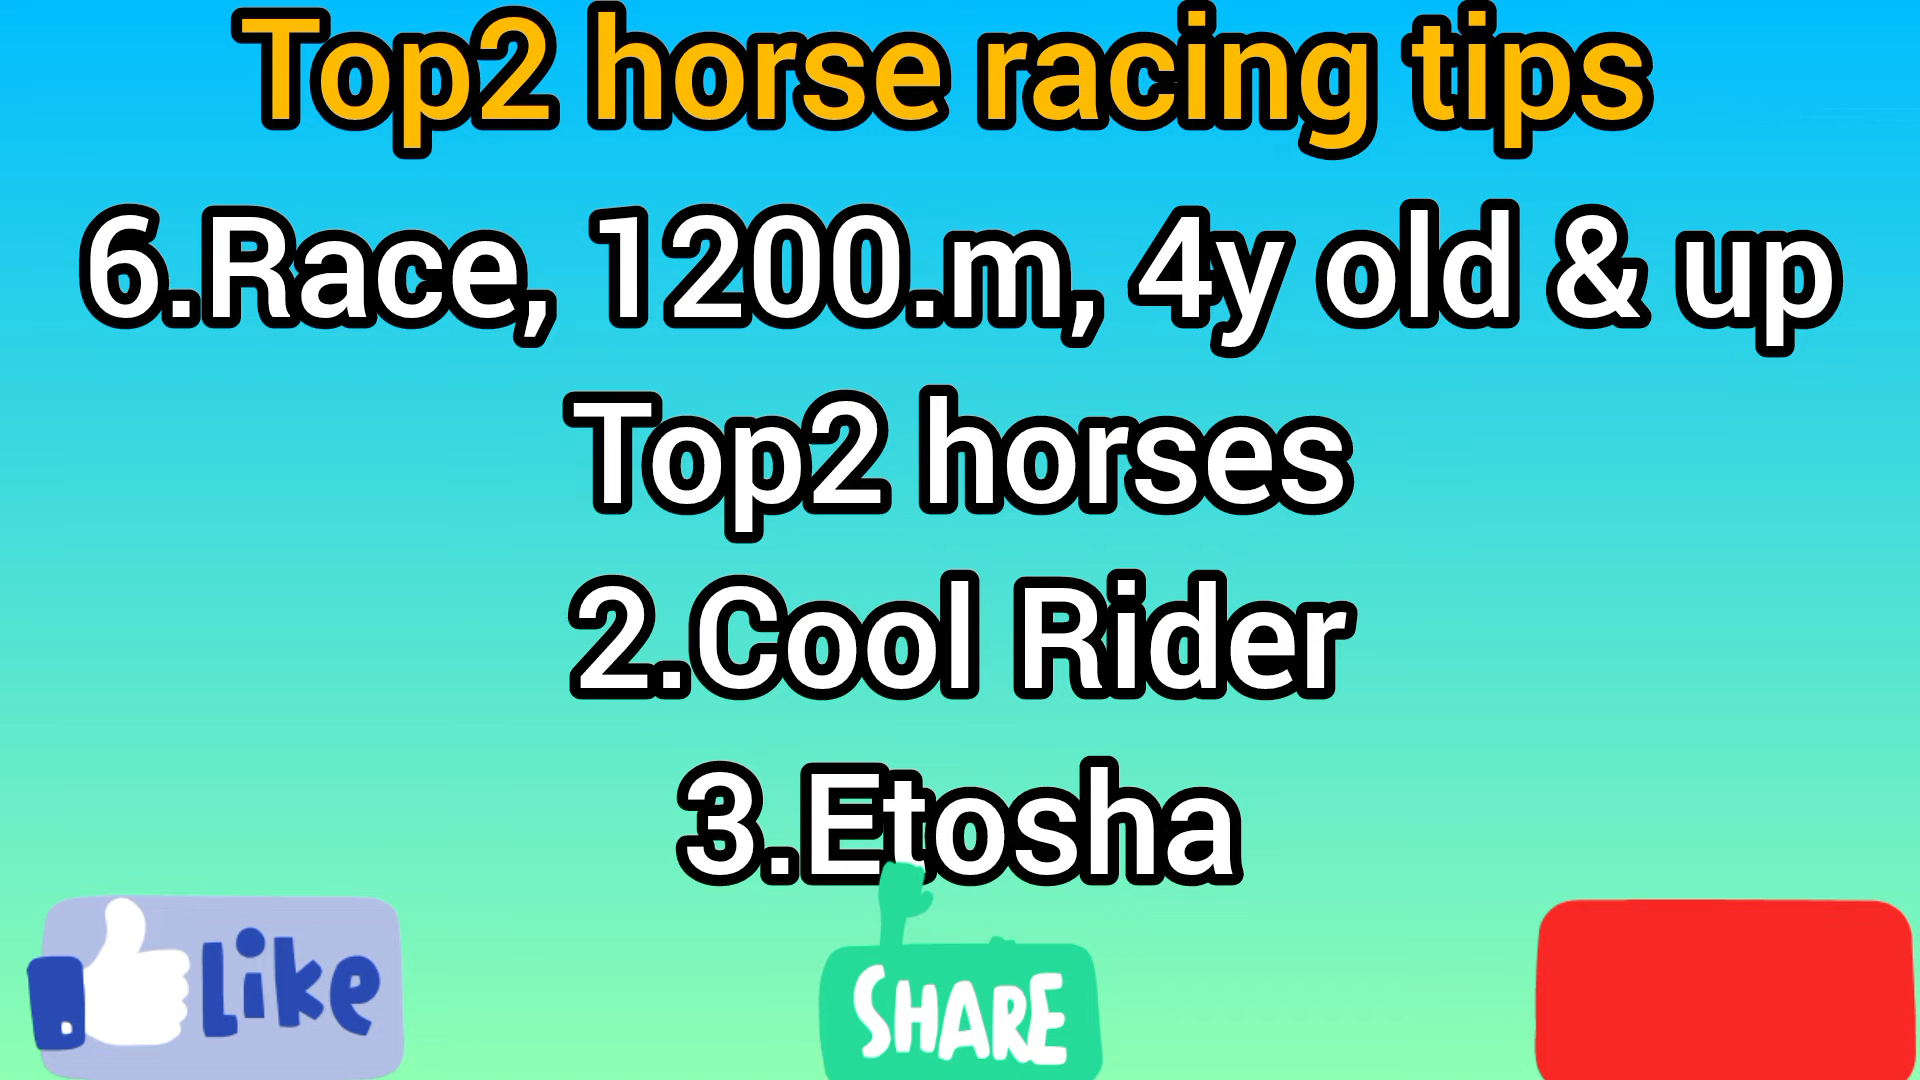 Top2 horse racing tips
6.Race, 1200.m, 4y old & up
Top2 horses
2.Cool Rider
3.Etosha
Like
SHARE